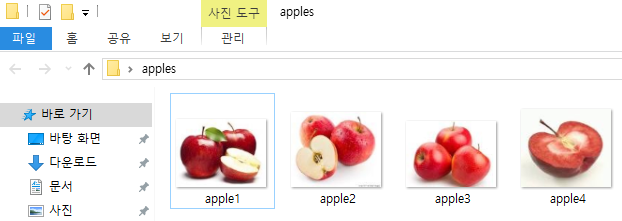 사진 도구 apples
파일 홈 공유 보기 관리
apples
바로 가기
바탕 화면
다운로드
문서
사진
apple1 apple2 apple3 apple4